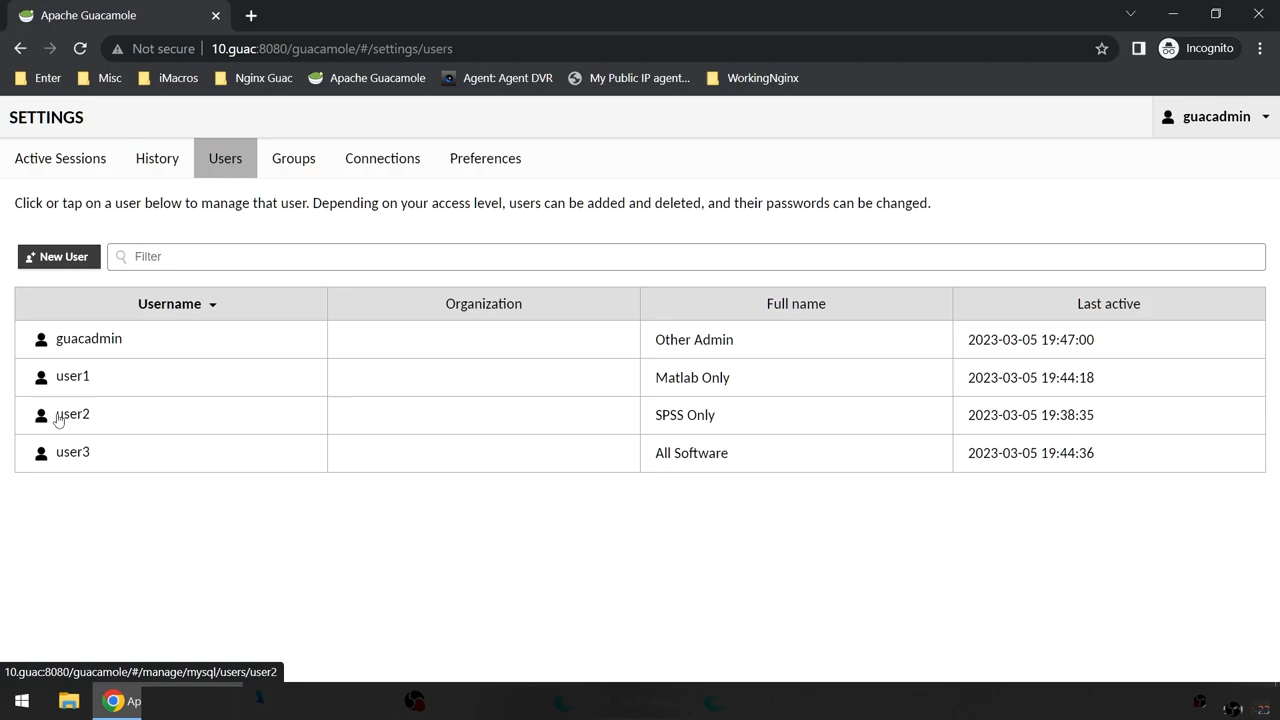 Apache Guacamole
Not secure 10.guac:8080/guacamole/#/settings/users Incognito
Enter Misc iMacros Nginx Guac Apache Guacamole Agent: Agent DVR My Public IP agent... WorkingNginx
SETTINGS guacadmin
Active Sessions History Users Groups Connections Preferences
Click or tap on a user below to manage that user. Depending on your access level, users can be added and deleted, and their passwords can be changed.
New User Filter
Username Organization Full name Last active
guacadmin Other Admin 2023-03-05 19:47:00
user1 Matlab Only 2023-03-05 19:44:18
user2 SPSS Only 2023-03-05 19:38:35
user3 All Software 2023-03-05 19:44:36
10.guac:8080/guacamole/#/manage/mysql/users/user2
Ap